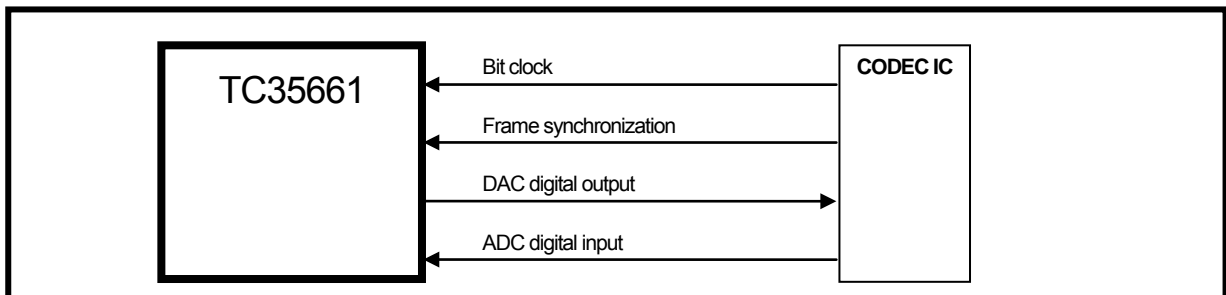 TC35661
Bit clock
CODEC IC
Frame synchronization
DAC digital output
ADC digital input